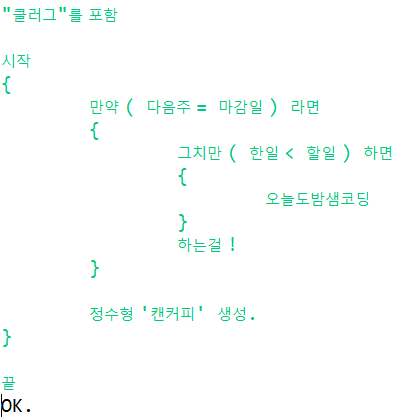 "쿨러그"를 포함
시작
{
만약 ( 다음주 = 마감일 ) 라면
{
그치만 ( 한일 < 할일 ) 하면
{
오늘도밤샘코딩
}
하는걸 !
}
정수형 '캔커피' 생성.
}
끝
OK.